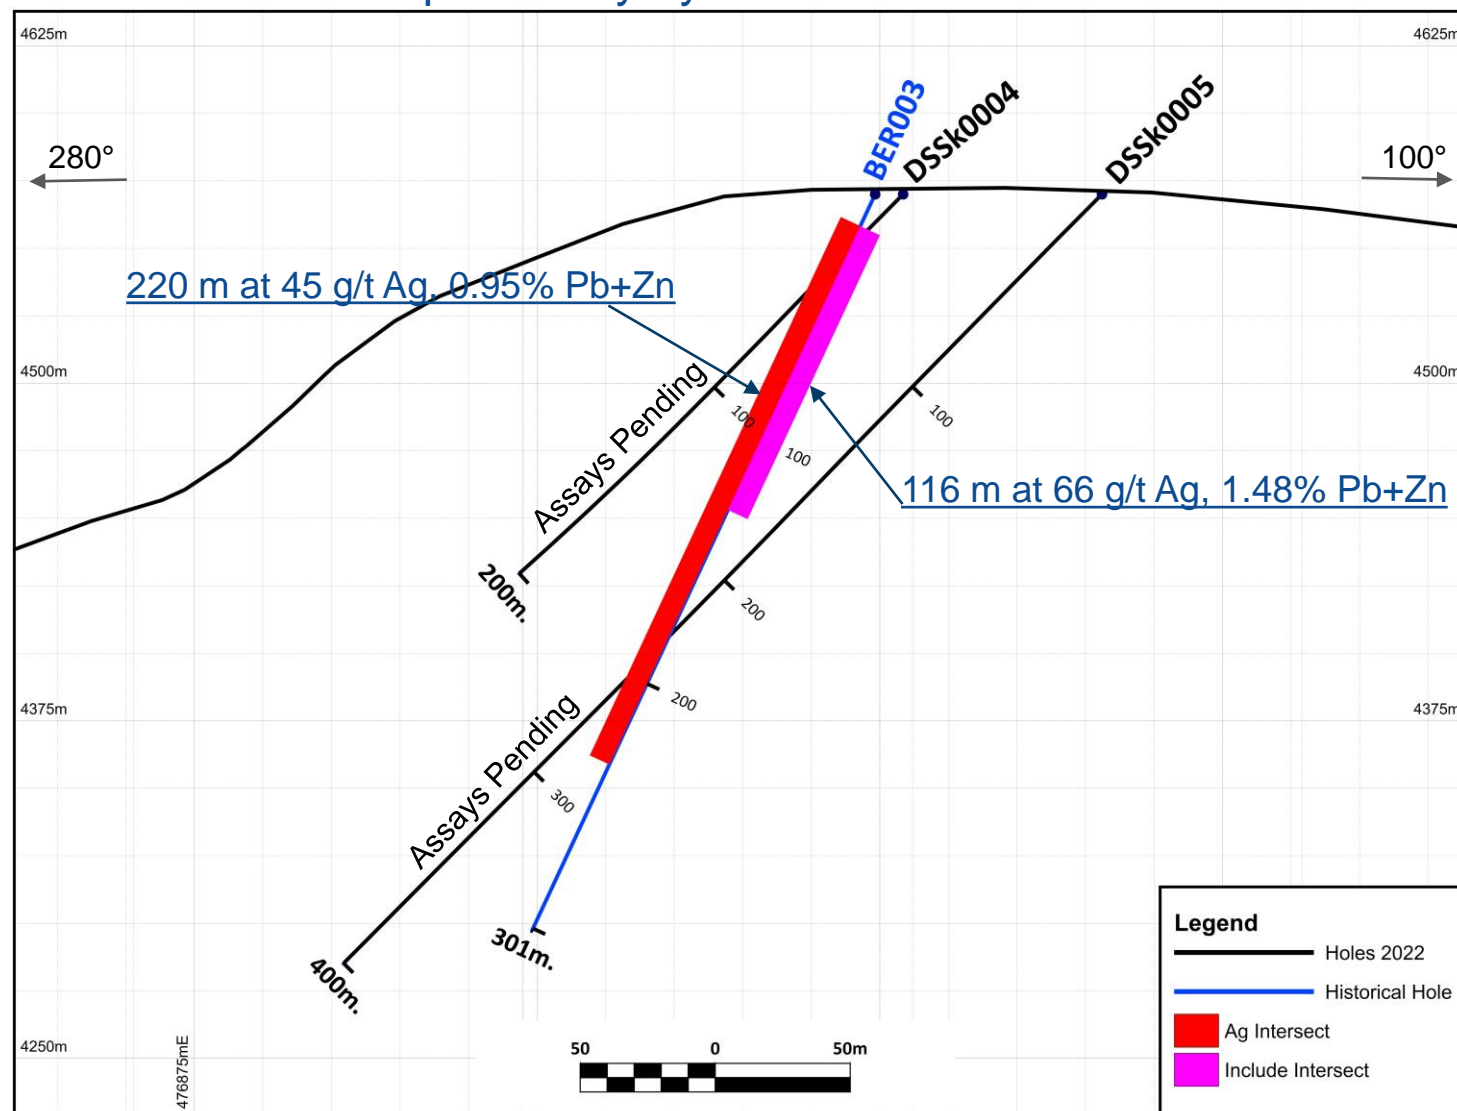 4625m
4625m
BER003
DSSk0004
DSSk0005
280°
100°
220 m at 45 g/t Ag, 0.95% Pb+Zn
4500m
4500m
Assays Pending
100
100
100
116 m at 66 g/t Ag, 1.48% Pb+Zn
200m.
200
200
4375m
4375m
Assays Pending
300
301m.
400m.
4250m
476875mE
50 0 50m
Legend
Holes 2022
Historical Hole
Ag Intersect
Include Intersect